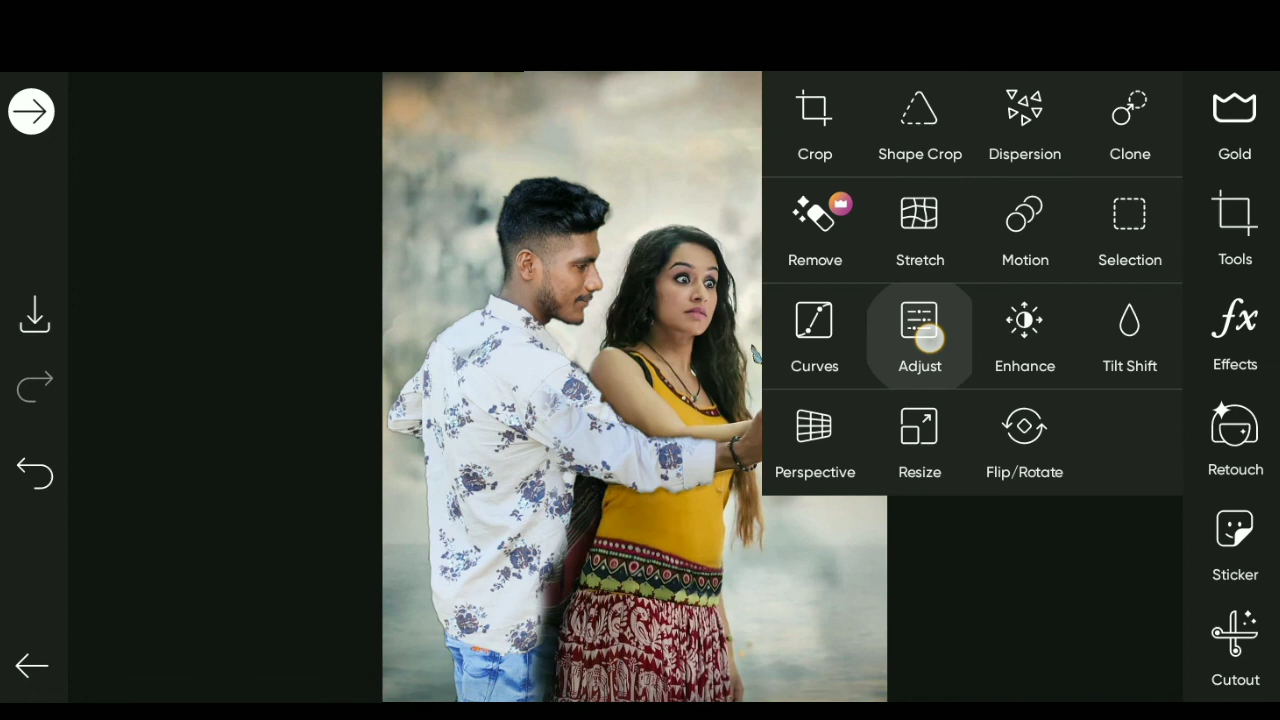 Crop
Shape Crop
Dispersion
Clone
Gold
Remove
Stretch
Motion
Selection
Tools
Curves
Adjust
Enhance
Tilt Shift
fx
Effects
Perspective
Resize
Flip/Rotate
Retouch
Sticker
Cutout